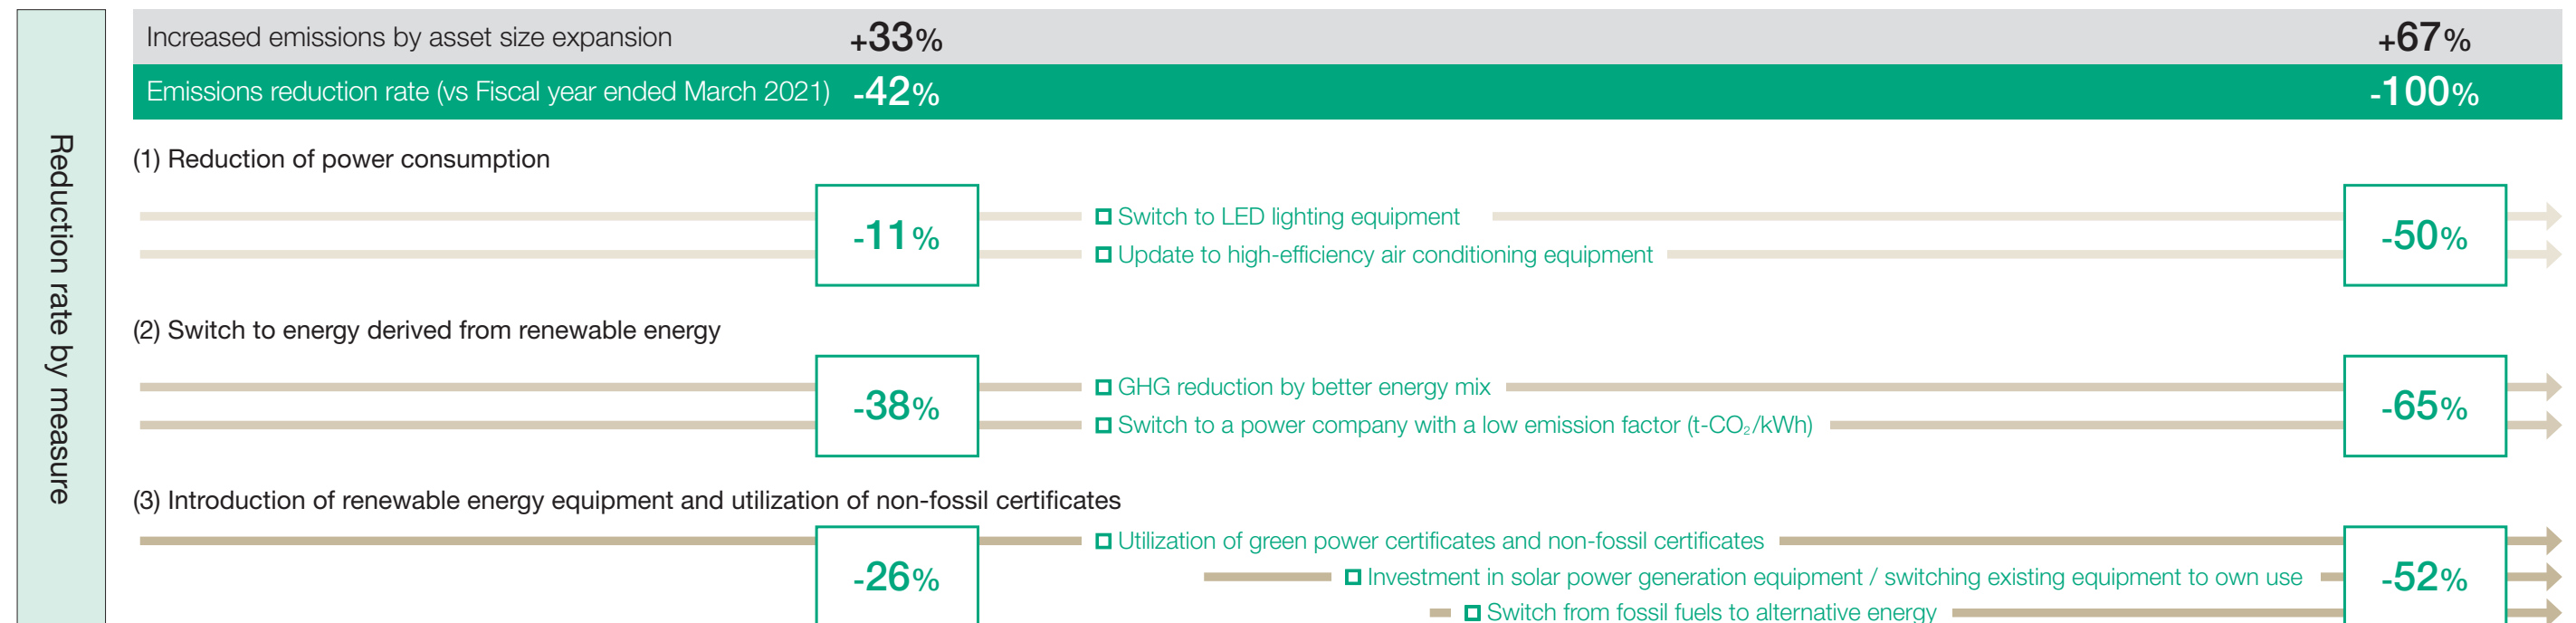 Reduction rate by measure
Increased emissions by asset size expansion +33% +67%
Emissions reduction rate (vs Fiscal year ended March 2021) -42% -100%
(1) Reduction of power consumption
-11%
Switch to LED lighting equipment
Update to high-efficiency air conditioning equipment
-50%
(2) Switch to energy derived from renewable energy
-38%
GHG reduction by better energy mix
Switch to a power company with a low emission factor (t-CO₂/kWh)
-65%
(3) Introduction of renewable energy equipment and utilization of non-fossil certificates
-26%
Utilization of green power certificates and non-fossil certificates
Investment in solar power generation equipment / switching existing equipment to own use
Switch from fossil fuels to alternative energy
-52%